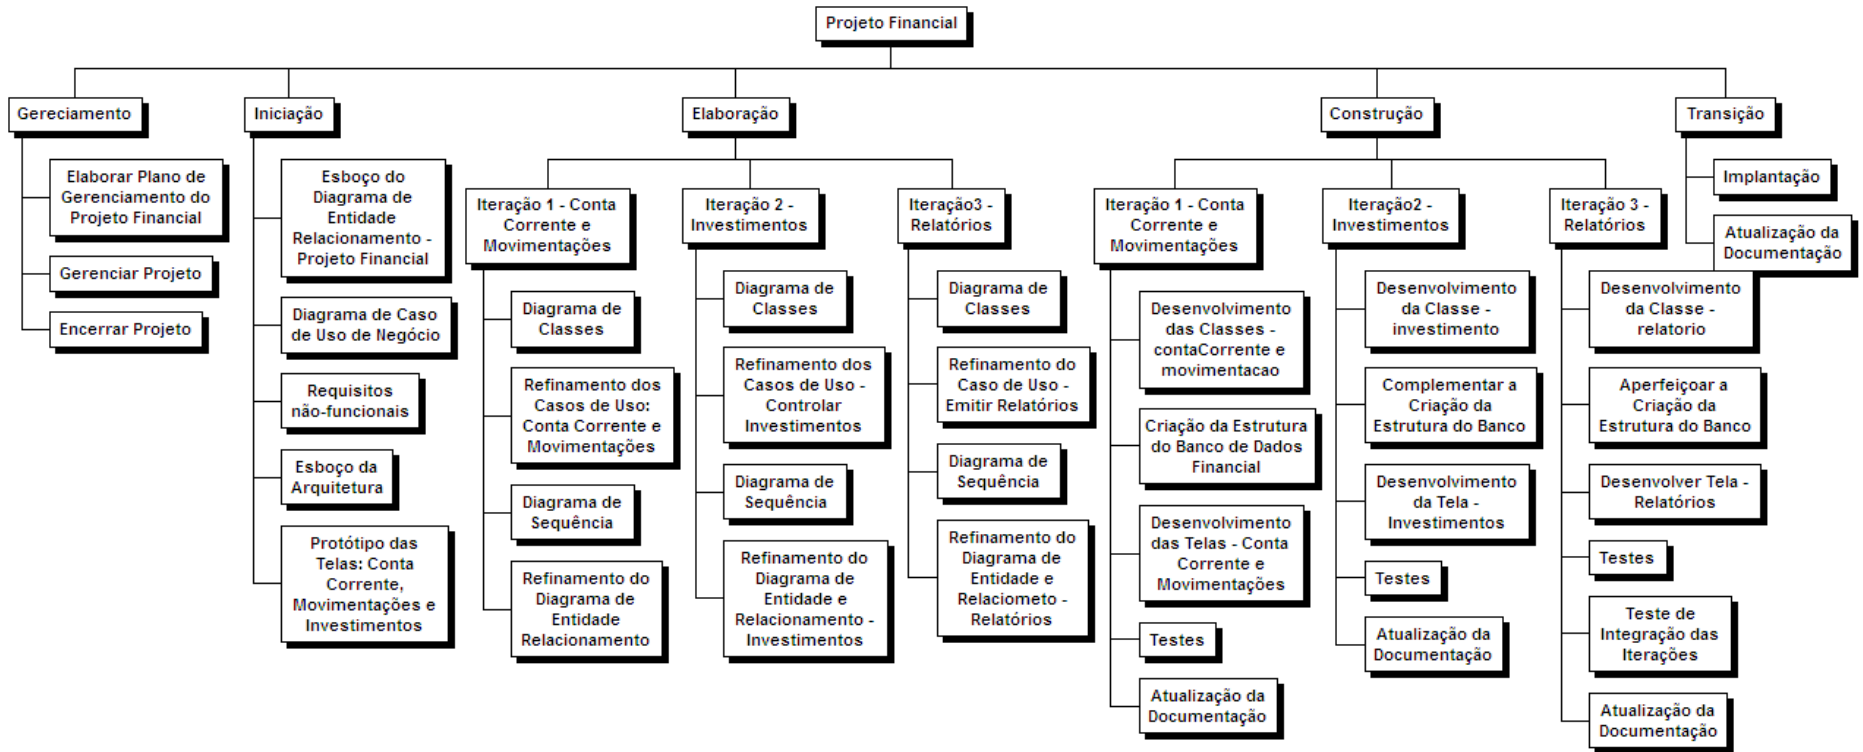 Projeto Financial
Gereciamento
Elaborar Plano de
Gerenciamento do
Projeto Financial
Gerenciar Projeto
Encerrar Projeto
Iniciação
Esboço do
Diagrama de
Entidade
Relacionamento -
Projeto Financial
Diagrama de Caso
de Uso de Negócio
Requisitos
não-funcionais
Esboço da
Arquitetura
Protótipo das
Telas: Conta
Corrente,
Movimentações e
Investimentos
Elaboração
Iteração 1 - Conta
Corrente e
Movimentações
Diagrama de
Classes
Refinamento dos
Casos de Uso:
Conta Corrente e
Movimentações
Diagrama de
Sequência
Refinamento do
Diagrama de
Entidade
Relacionamento
Iteração 2 -
Investimentos
Diagrama de
Classes
Refinamento dos
Casos de Uso -
Controlar
Investimentos
Diagrama de
Sequência
Refinamento do
Diagrama de
Entidade e
Relacionamento -
Investimentos
Iteração3 -
Relatórios
Diagrama de
Classes
Refinamento do
Caso de Uso -
Emitir Relatórios
Diagrama de
Sequência
Refinamento do
Diagrama de
Entidade e
Relaciometo -
Relatórios
Construção
Iteração 1 - Conta
Corrente e
Movimentações
Desenvolvimento
das Classes -
contaCorrente e
movimentacao
Criação da Estrutura
do Banco de Dados
Financial
Desenvolvimento
das Telas - Conta
Corrente e
Movimentações
Testes
Atualização da
Documentação
Iteração2 -
Investimentos
Desenvolvimento
da Classe -
investimento
Complementar a
Criação da
Estrutura do Banco
Desenvolvimento
da Tela -
Investimentos
Testes
Atualização da
Documentação
Iteração 3 -
Relatórios
Desenvolvimento
da Classe -
relatorio
Aperfeiçoar a
Criação da
Estrutura do Banco
Desenvolver Tela -
Relatórios
Testes
Teste de
Integração das
Iterações
Atualização da
Documentação
Transição
Implantação
Atualização da
Documentação